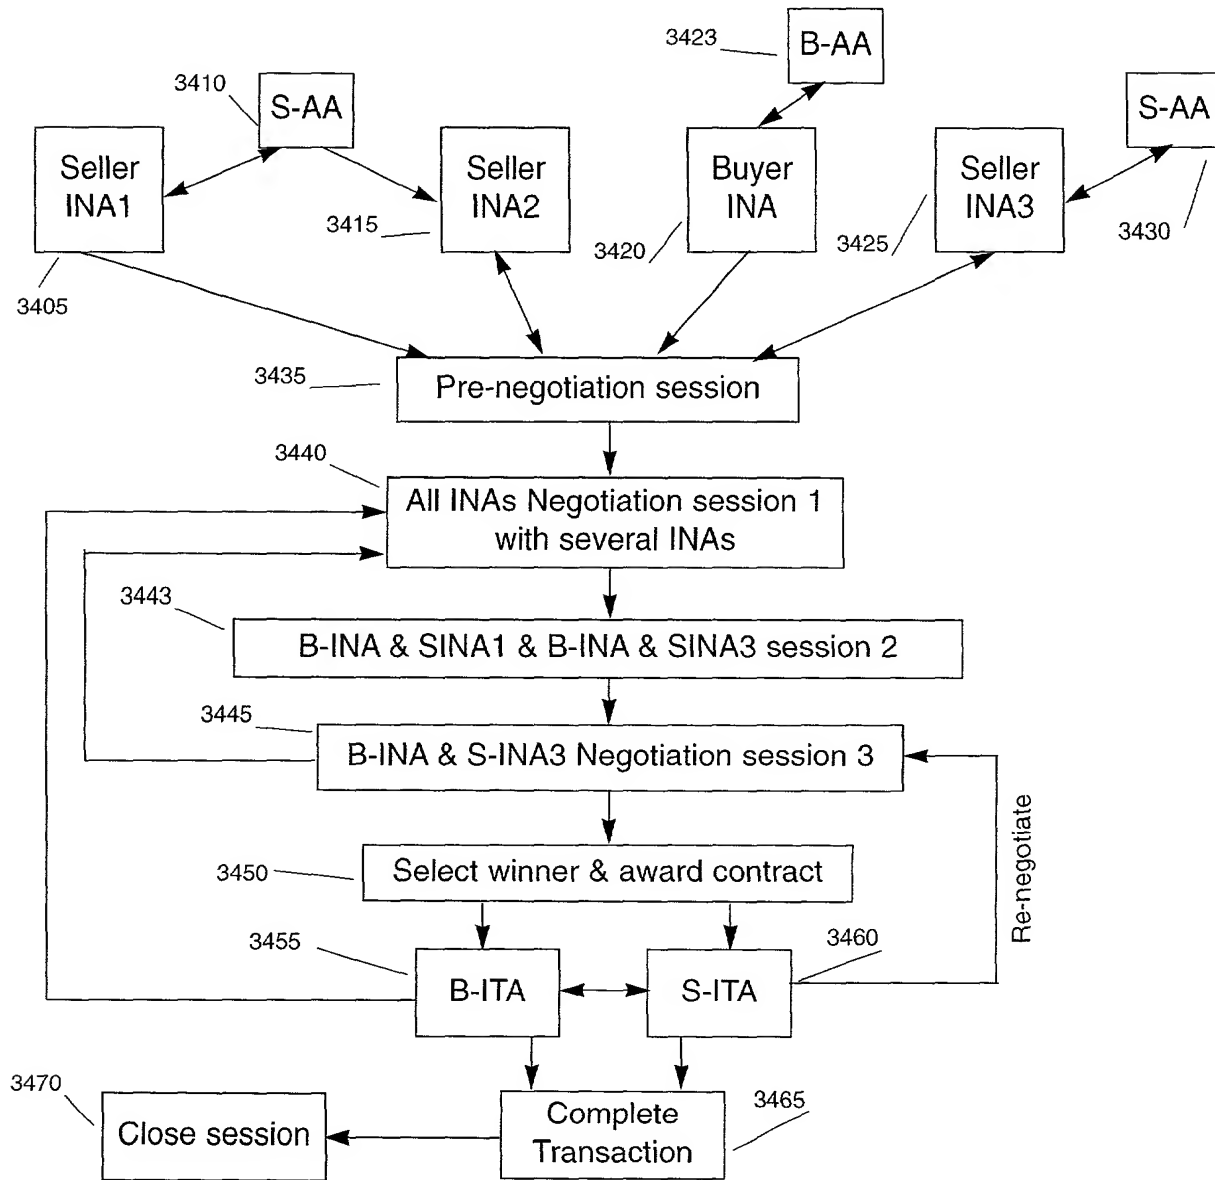 3423
B-AA
3410
S-AA
S-AA
Seller
INA1
Seller
INA2
Buyer
INA
Seller
INA3
3415
3420
3425
3430
3405
3435
Pre-negotiation session
3440
All INAs Negotiation session 1
with several INAs
3443
B-INA & SINA1 & B-INA & SINA3 session 2
3445
B-INA & S-INA3 Negotiation session 3
Re-negotiate
3450
Select winner & award contract
3455
3460
B-ITA
S-ITA
3470
3465
Close session
Complete
Transaction